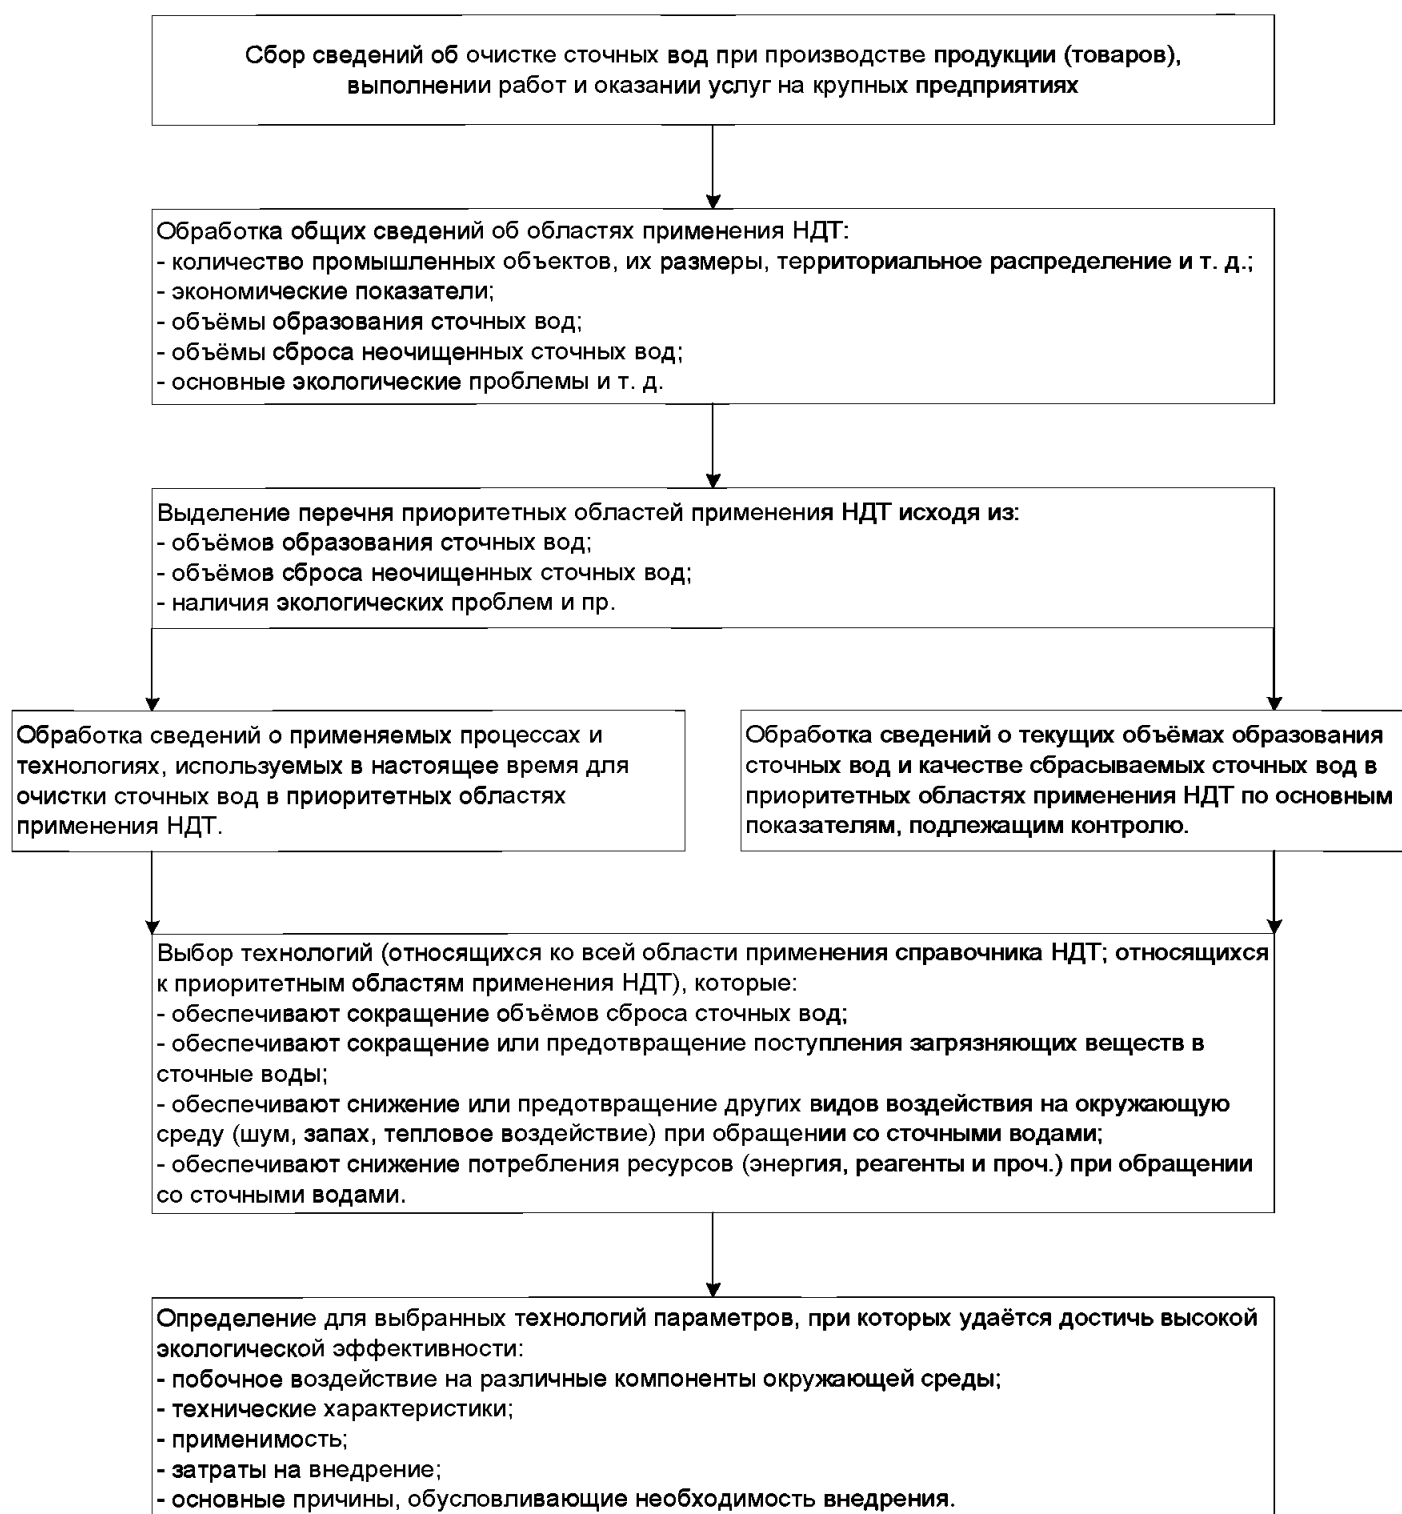 Сбор сведений об очистке сточных вод при производстве продукции (товаров),
выполнении работ и оказании услуг на крупных предприятиях
Обработка общих сведений об областях применения НДТ:
- количество промышленных объектов, их размеры, территориальное распределение и т. д.;
- экономические показатели;
- объёмы образования сточных вод;
- объёмы сброса неочищенных сточных вод;
- основные экологические проблемы и т. д.
Выделение перечня приоритетных областей применения НДТ исходя из:
- объёмов образования сточных вод;
- объёмов сброса неочищенных сточных вод;
- наличия экологических проблем и пр.
Обработка сведений о применяемых процессах и
технологиях, используемых в настоящее время для
очистки сточных вод в приоритетных областях
применения НДТ.
Обработка сведений о текущих объёмах образования
сточных вод и качестве сбрасываемых сточных вод в
приоритетных областях применения НДТ по основным
показателям, подлежащим контролю.
Выбор технологий (относящихся ко всей области применения справочника НДТ; относящихся
к приоритетным областям применения НДТ), которые:
- обеспечивают сокращение объёмов сброса сточных вод;
- обеспечивают сокращение или предотвращение поступления загрязняющих веществ в
сточные воды;
- обеспечивают снижение или предотвращение других видов воздействия на окружающую
среду (шум, запах, тепловое воздействие) при обращении со сточными водами;
- обеспечивают снижение потребления ресурсов (энергия, реагенты и проч.) при обращении
со сточными водами.
Определение для выбранных технологий параметров, при которых удаётся достичь высокой
экологической эффективности:
- побочное воздействие на различные компоненты окружающей среды;
- технические характеристики;
- применимость;
- затраты на внедрение;
- основные причины, обусловливающие необходимость внедрения.